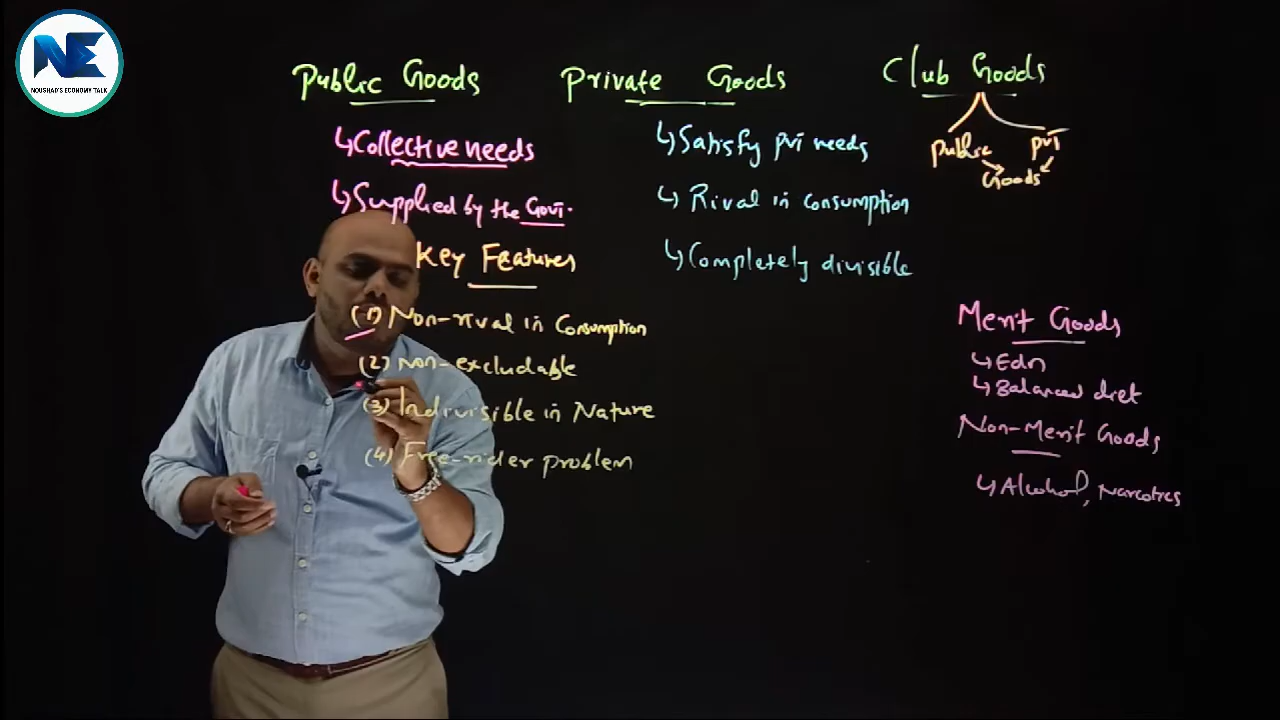 NE
NOUSHAD'S ECONOMY TALK
Public Goods
↳Collective needs
↳Supplied by the Govt.
Key Features
(1) Non-rival in Consumption
(2) Non-excludable
(3) Indivisible in Nature
(4) Free-rider problem
Private Goods
↳Satisfy pvt needs
↳Rival in consumption
↳Completely divisible
Club Goods
Public pvt
Goods
Merit Goods
↳Edn
↳Balanced diet
Non-Merit Goods
↳Alcohol, Narcotics